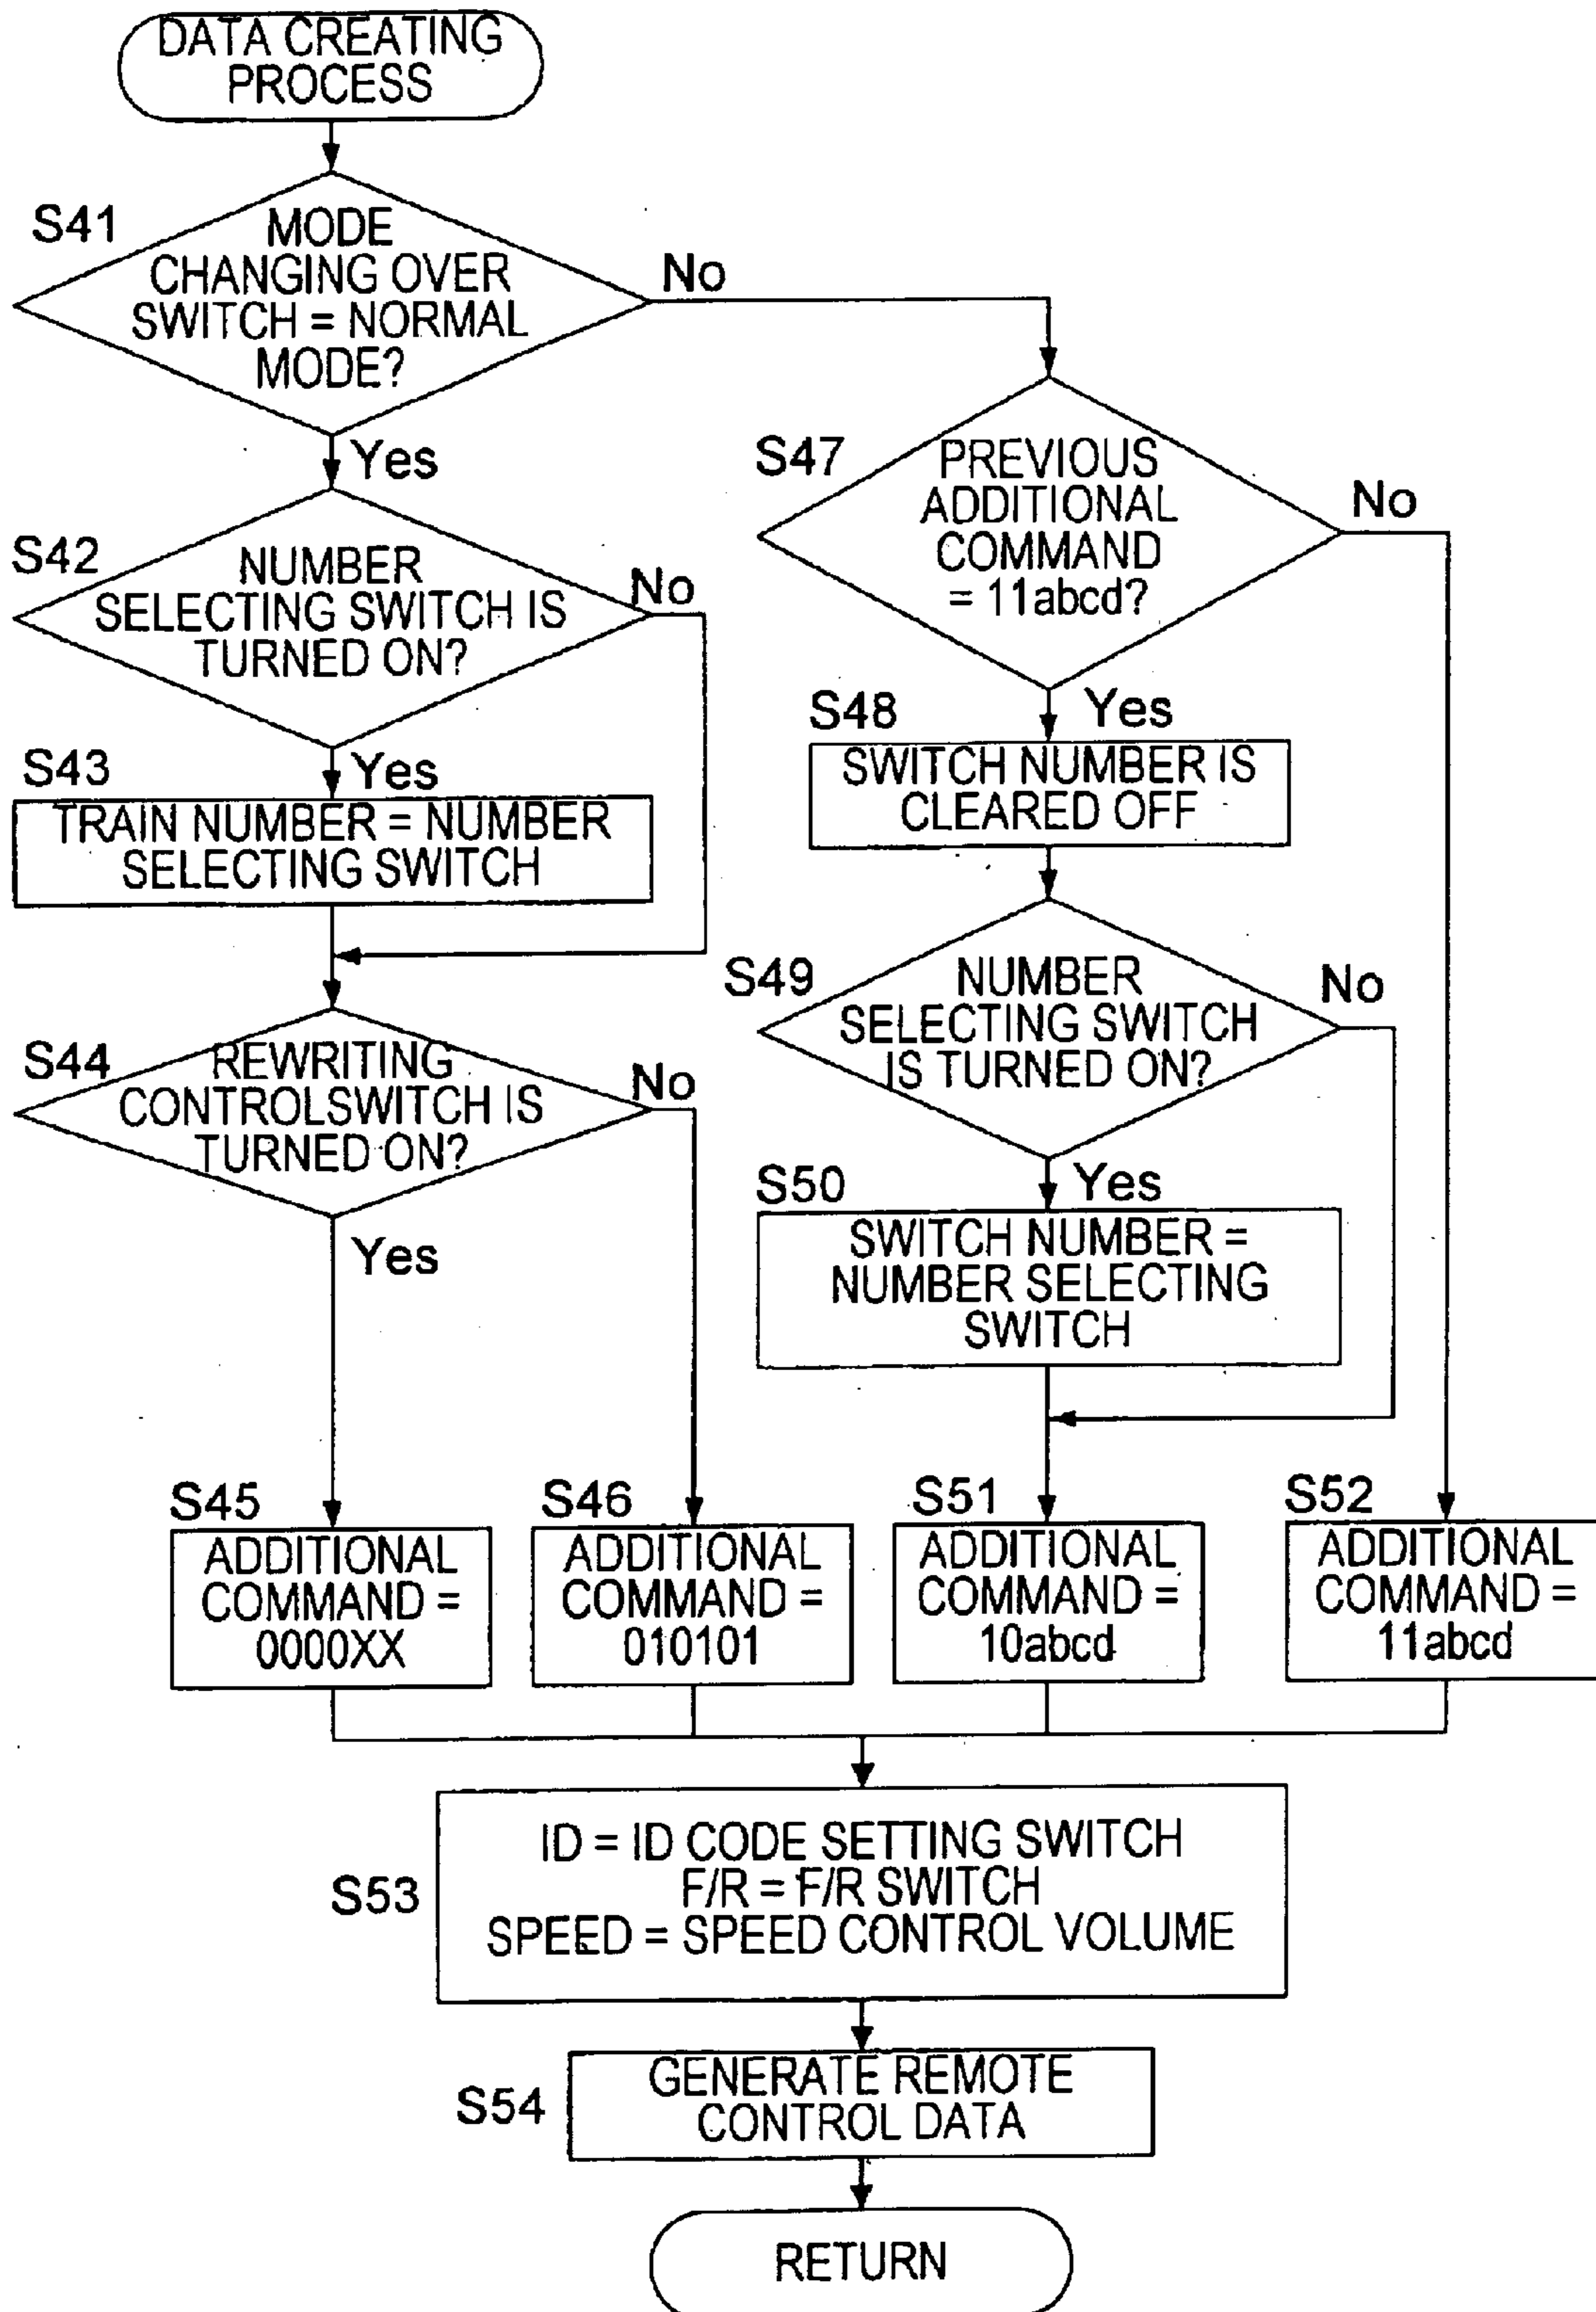 DATA CREATING
PROCESS
S41
MODE
CHANGING OVER
SWITCH = NORMAL
MODE?
No
Yes
S42
NUMBER
SELECTING SWITCH IS
TURNED ON?
No
Yes
S43
TRAIN NUMBER = NUMBER
SELECTING SWITCH
S44
REWRITING
CONTROLSWITCH IS
TURNED ON?
No
Yes
S47
PREVIOUS
ADDITIONAL
COMMAND
= 11abcd?
No
Yes
S48
SWITCH NUMBER IS
CLEARED OFF
S49
NUMBER
SELECTING SWITCH
IS TURNED ON?
No
Yes
S50
SWITCH NUMBER =
NUMBER SELECTING
SWITCH
S45
ADDITIONAL
COMMAND =
0000XX
S46
ADDITIONAL
COMMAND =
010101
S51
ADDITIONAL
COMMAND =
10abcd
S52
ADDITIONAL
COMMAND =
11abcd
S53
ID = ID CODE SETTING SWITCH
F/R = F/R SWITCH
SPEED = SPEED CONTROL VOLUME
S54
GENERATE REMOTE
CONTROL DATA
RETURN